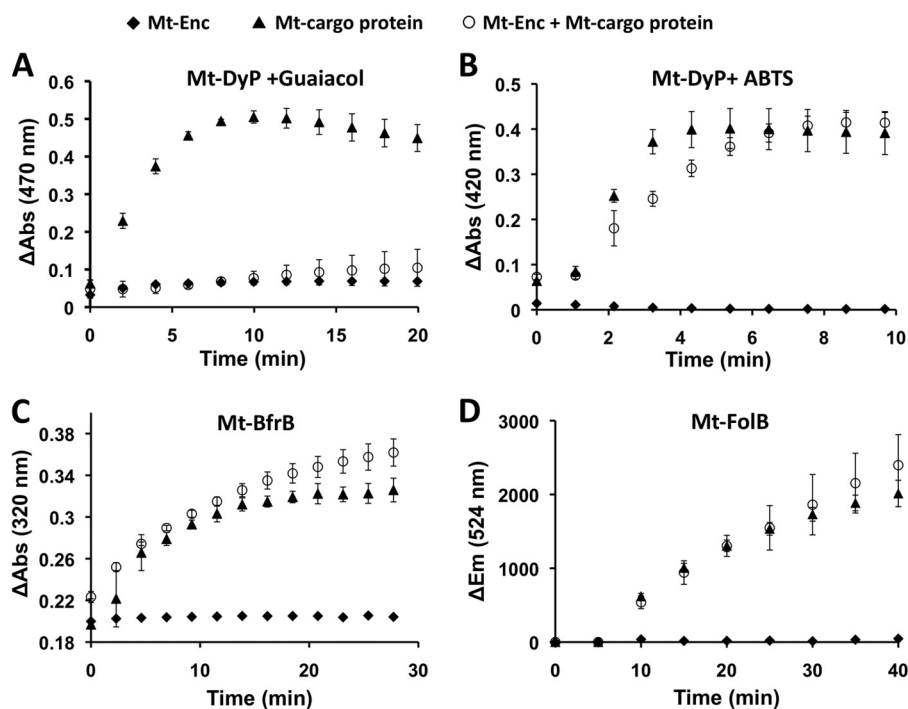 Mt-Enc Mt-cargo protein Mt-Enc + Mt-cargo protein
A
Mt-DyP +Guaiacol
ΔAbs (470 nm)
0.6
0.5
0.4
0.3
0.2
0.1
0
0 5 10 15 20
Time (min)
B
Mt-DyP+ ABTS
ΔAbs (420 nm)
0.5
0.4
0.3
0.2
0.1
0
0 2 4 6 8 10
Time (min)
C
Mt-BfrB
ΔAbs (320 nm)
0.38
0.34
0.3
0.26
0.22
0.18
0 10 20 30
Time (min)
D
Mt-FolB
ΔEm (524 nm)
3000
2000
1000
0
0 10 20 30 40
Time (min)